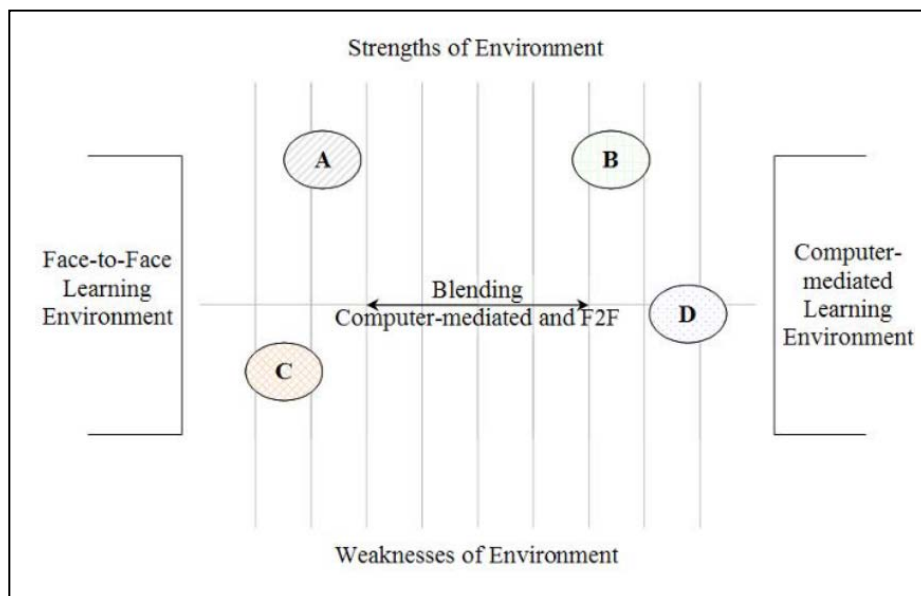 Strengths of Environment
A
B
Face-to-Face
Learning
Environment
Blending
Computer-mediated and F2F
Computer-
mediated
Learning
Environment
D
C
Weaknesses of Environment